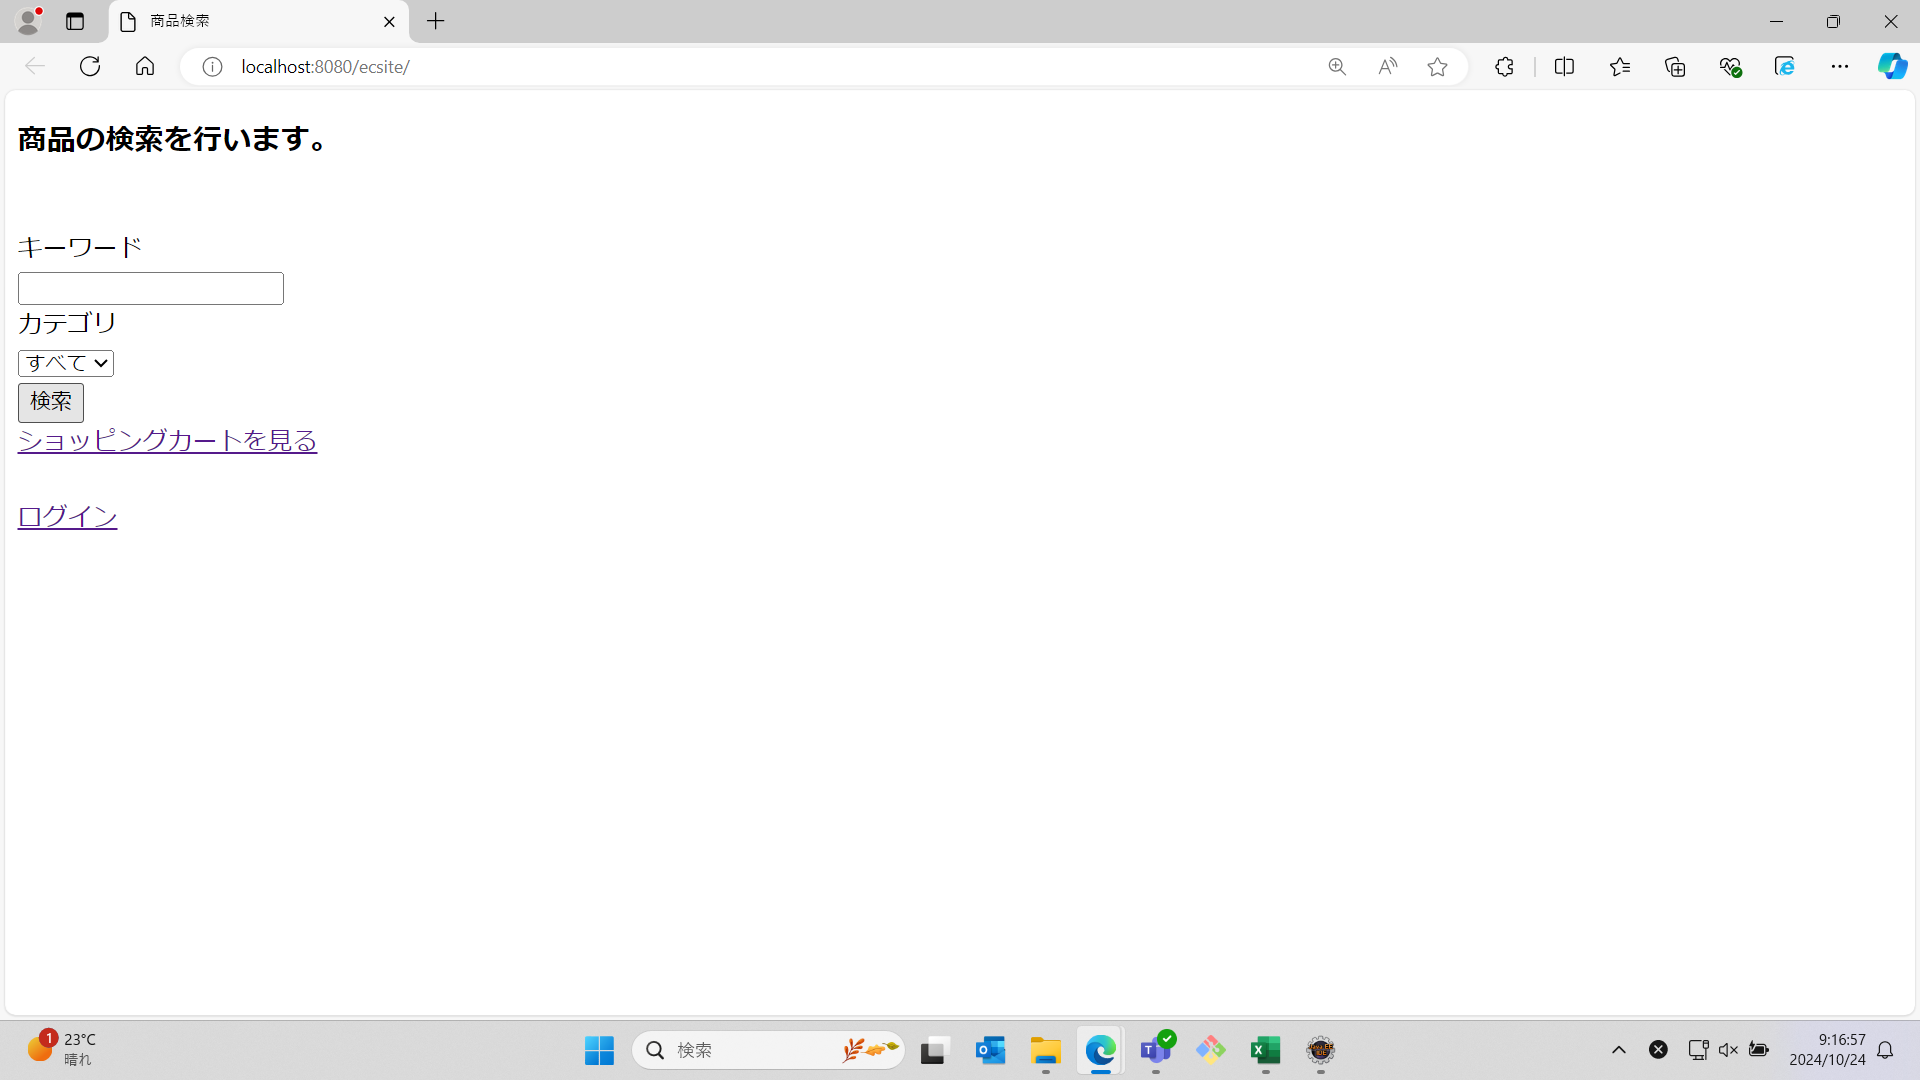 商品検索
localhost:8080/ecsite/
商品の検索を行います。
キーワード
カテゴリ
すべて
検索
ショッピングカートを見る
ログイン
1
23°C
晴れ
検索
9:16:57
2024/10/24